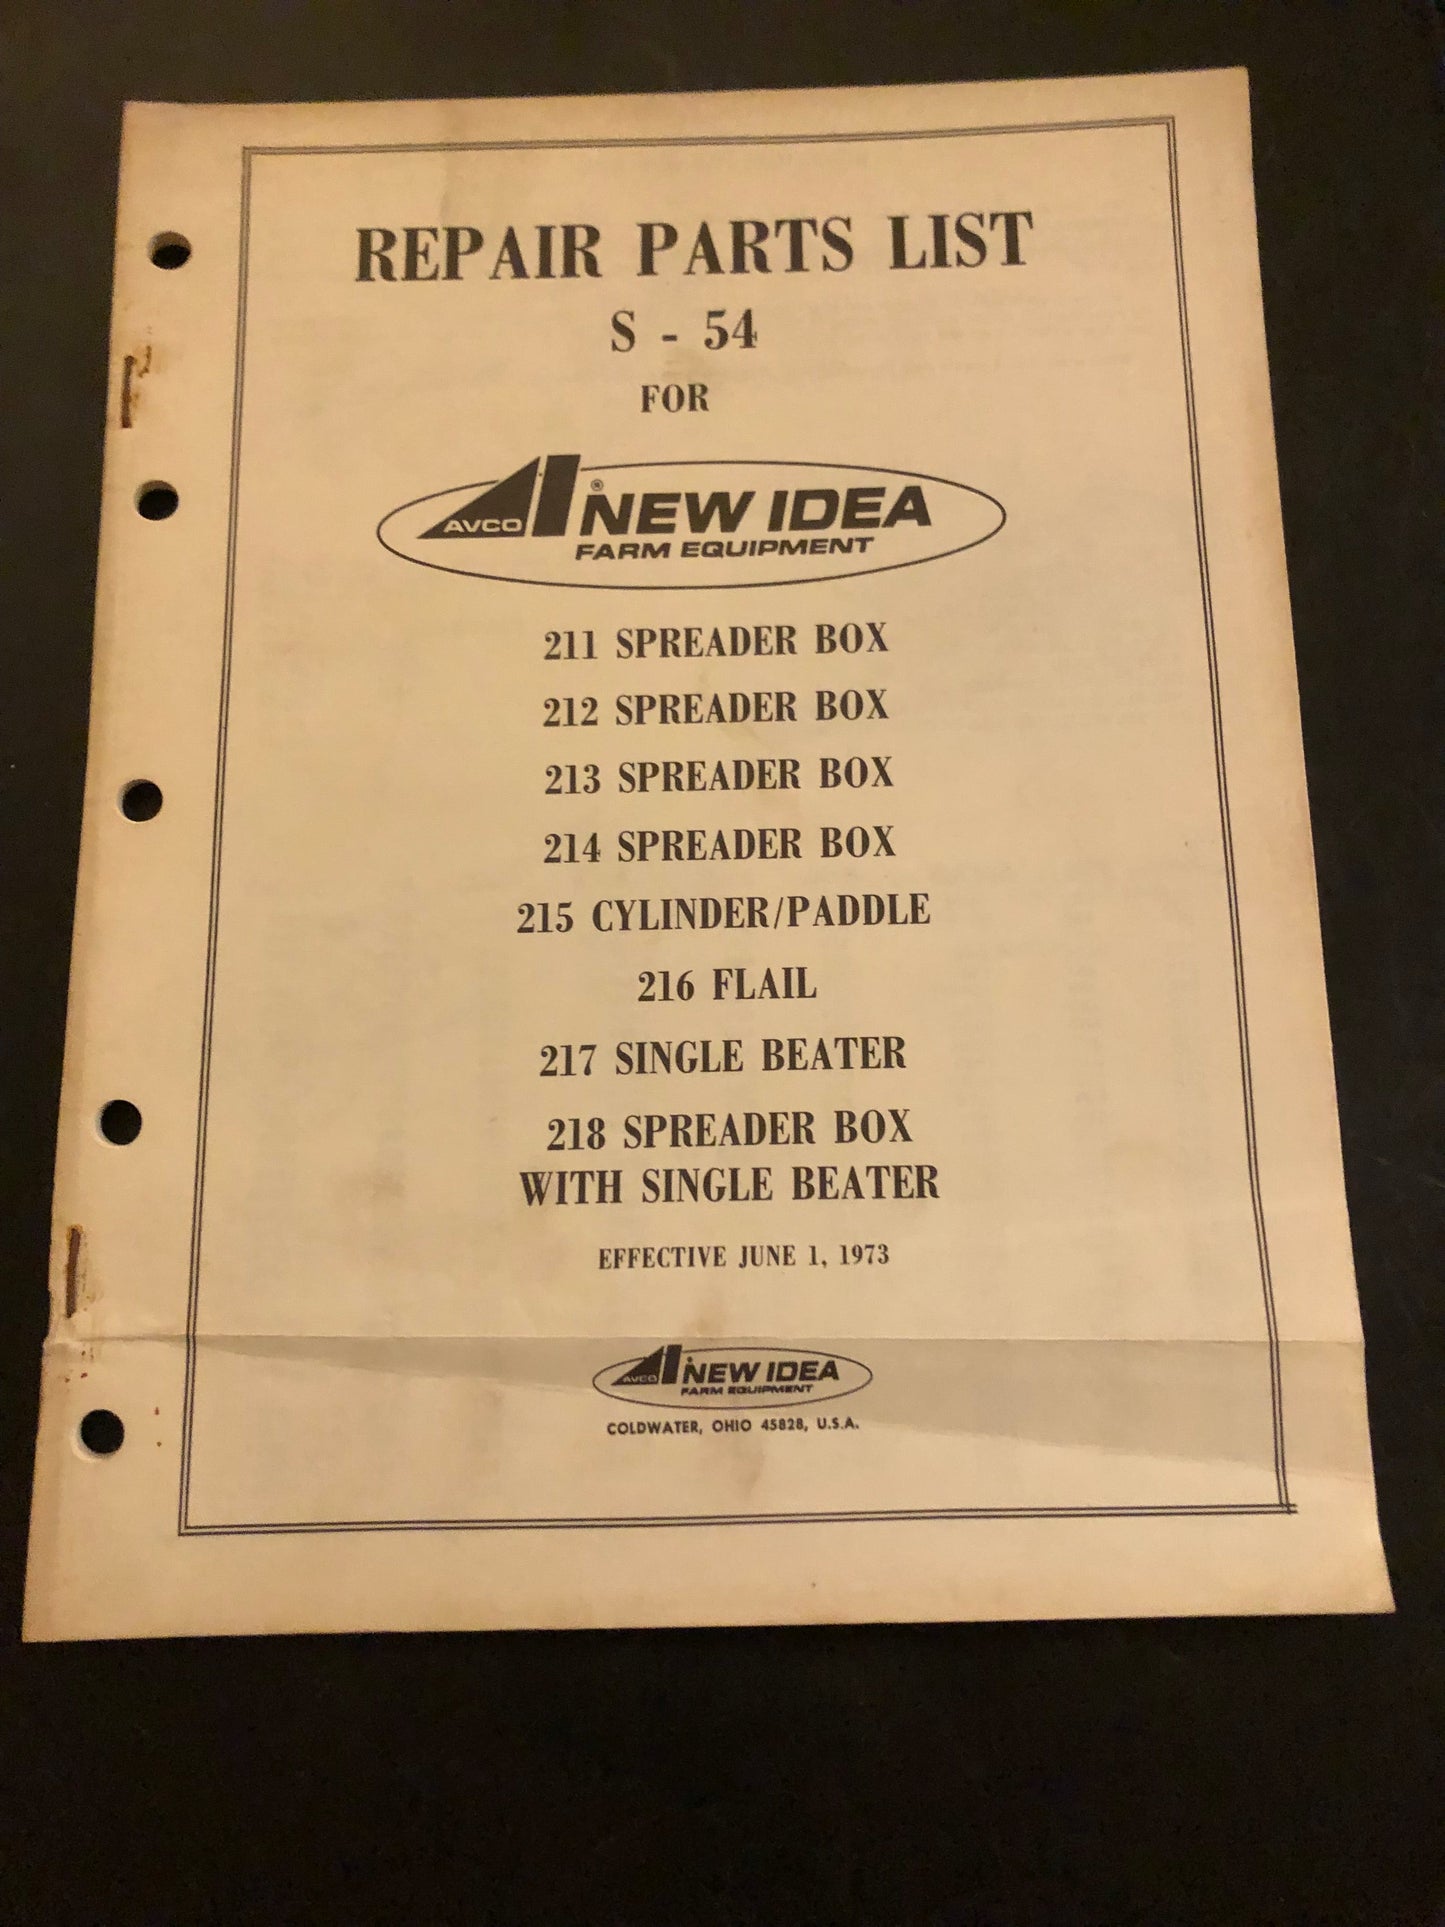 REPAIR PARTS LIST
S - 54
FOR
AVCO ® NEW IDEA
FARM EQUIPMENT
211 SPREADER BOX
212 SPREADER BOX
213 SPREADER BOX
214 SPREADER BOX
215 CYLINDER/PADDLE
216 FLAIL
217 SINGLE BEATER
218 SPREADER BOX
WITH SINGLE BEATER
EFFECTIVE JUNE 1, 1973
AVCO NEW IDEA
FARM EQUIPMENT
COLDWATER, OHIO 45828, U.S.A.